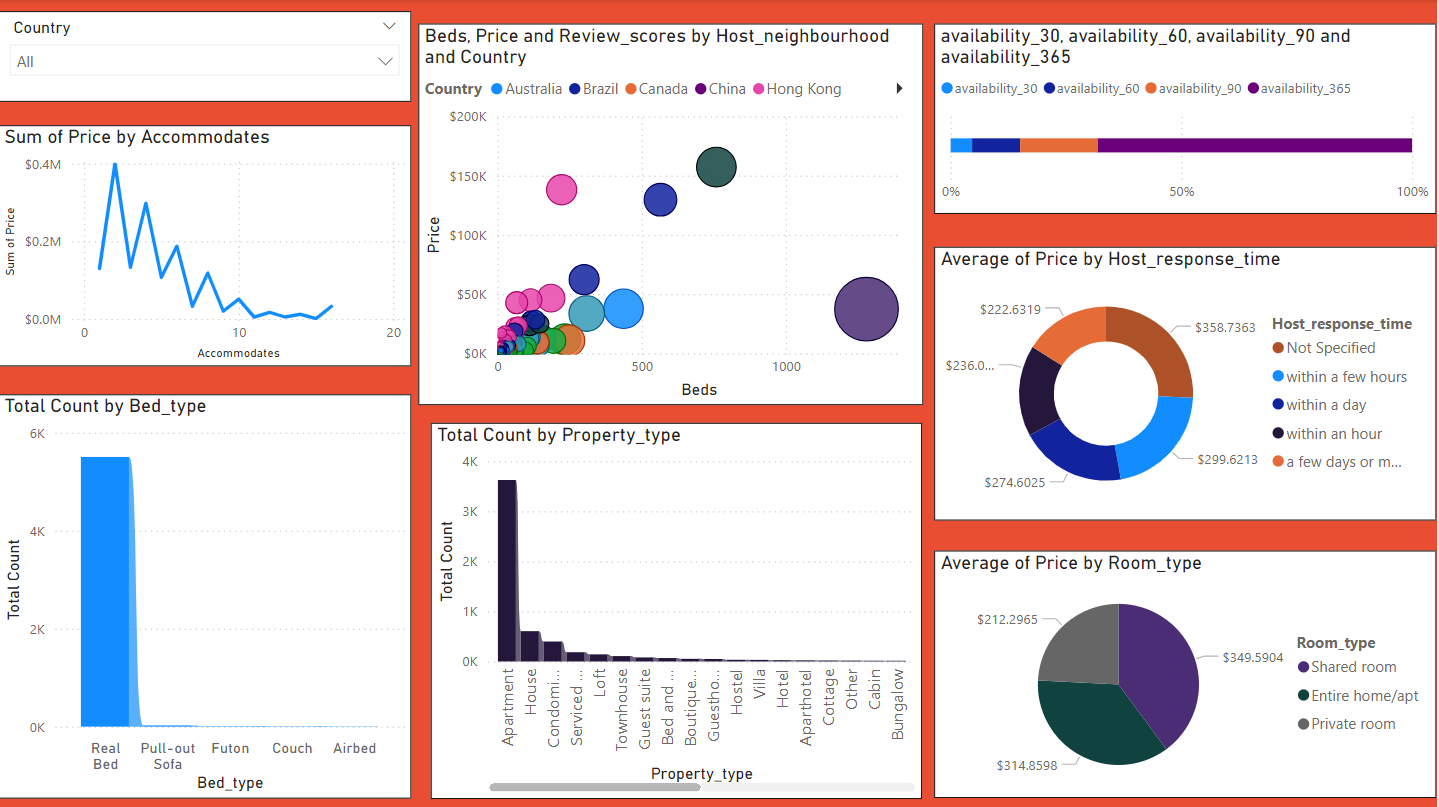 Country
All
Sum of Price by Accommodates
$0.4M
$0.2M
$0.0M
Sum of Price
0
10
20
Accommodates
Total Count by Bed_type
6K
4K
2K
0K
Total Count
Real Bed
Pull-out Sofa
Futon
Couch
Airbed
Bed_type
Beds, Price and Review_scores by Host_neighbourhood
and Country
Country Australia Brazil Canada China Hong Kong
$200K
$150K
$100K
$50K
$0K
Price
0
500
1000
Beds
Total Count by Property_type
4K
3K
2K
1K
0K
Total Count
Apartment
House
Condomi...
Serviced ...
Loft
Townhouse
Guest suite
Bed and ...
Boutique...
Guestho...
Hostel
Villa
Hotel
Aparthotel
Cottage
Other
Cabin
Bungalow
Property_type
availability_30, availability_60, availability_90 and
availability_365
availability_30 availability_60 availability_90 availability_365
0%
50%
100%
Average of Price by Host_response_time
$222.6319
$358.7363
$236.0...
$274.6025
$299.6213
Host_response_time
Not Specified
within a few hours
within a day
within an hour
a few days or m...
Average of Price by Room_type
$212.2965
$349.5904
$314.8598
Room_type
Shared room
Entire home/apt
Private room